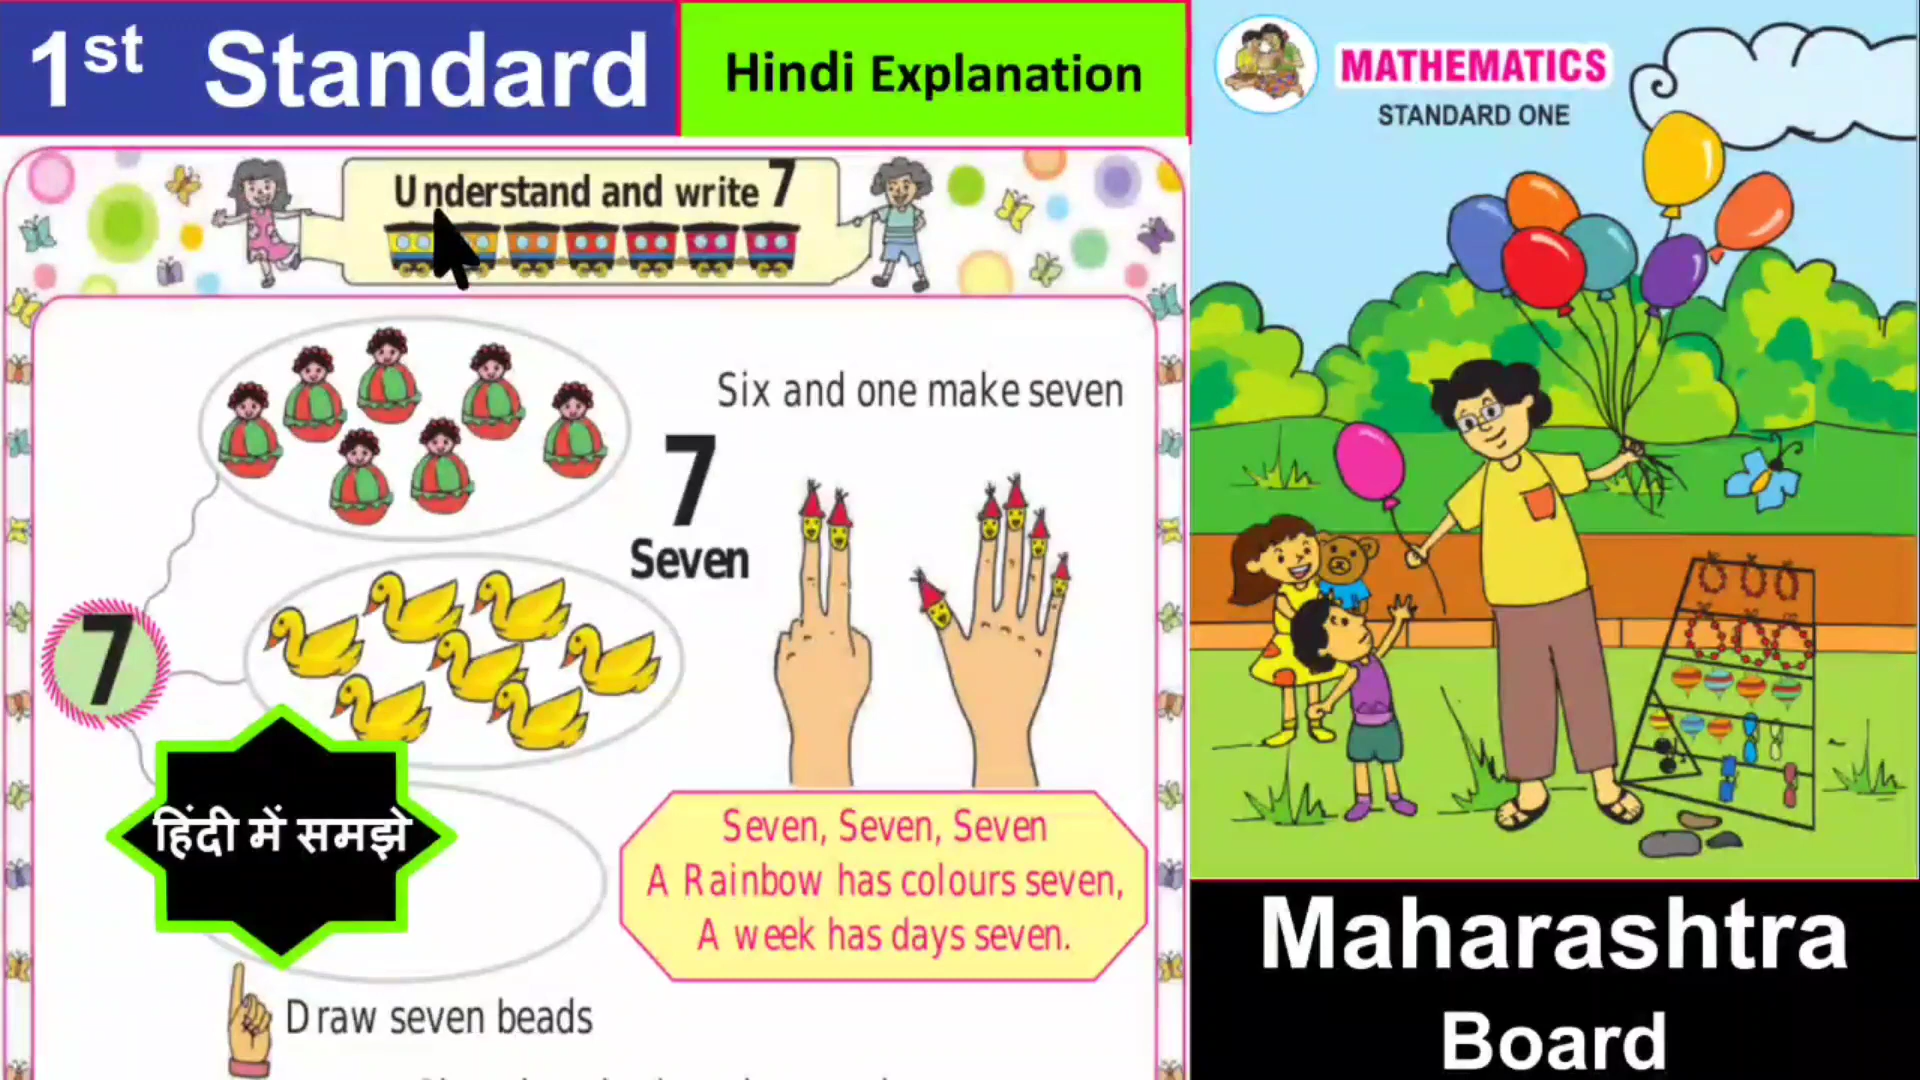 1st Standard
Hindi Explanation
MATHEMATICS
STANDARD ONE
Understand and write 7
Six and one make seven
7
Seven
7
हिंदी में समझे
Seven, Seven, Seven
A Rainbow has colours seven,
A week has days seven.
Draw seven beads
Maharashtra
Board